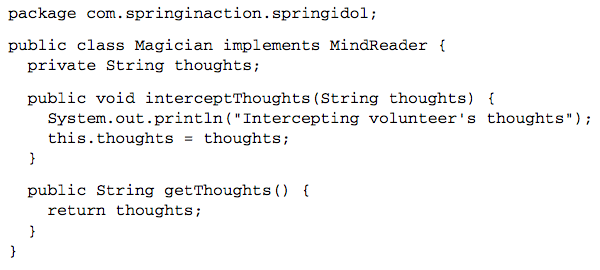 package com.springinaction.springidol;
public class Magician implements MindReader {
private String thoughts;
public void interceptThoughts(String thoughts) {
System.out.println("Intercepting volunteer's thoughts");
this.thoughts = thoughts;
}
public String getThoughts() {
return thoughts;
}
}